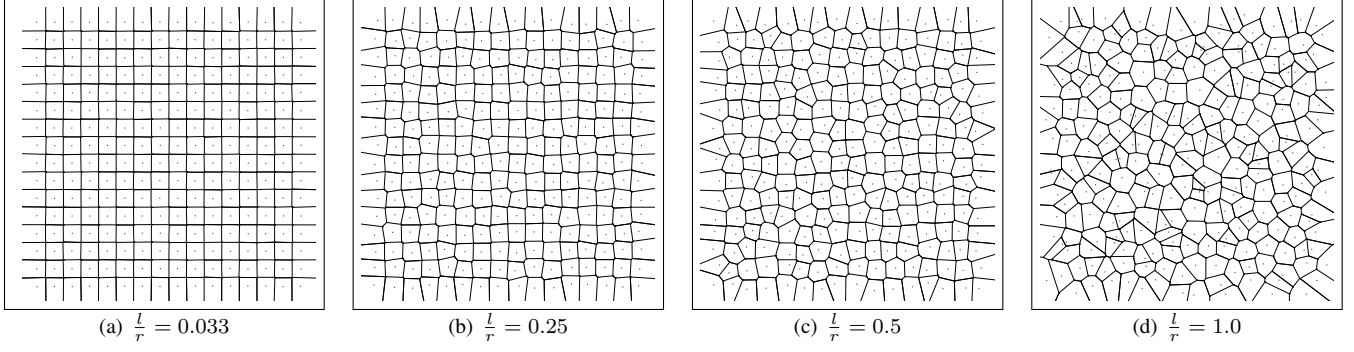 (a) l/r = 0.033
(b) l/r = 0.25
(c) l/r = 0.5
(d) l/r = 1.0